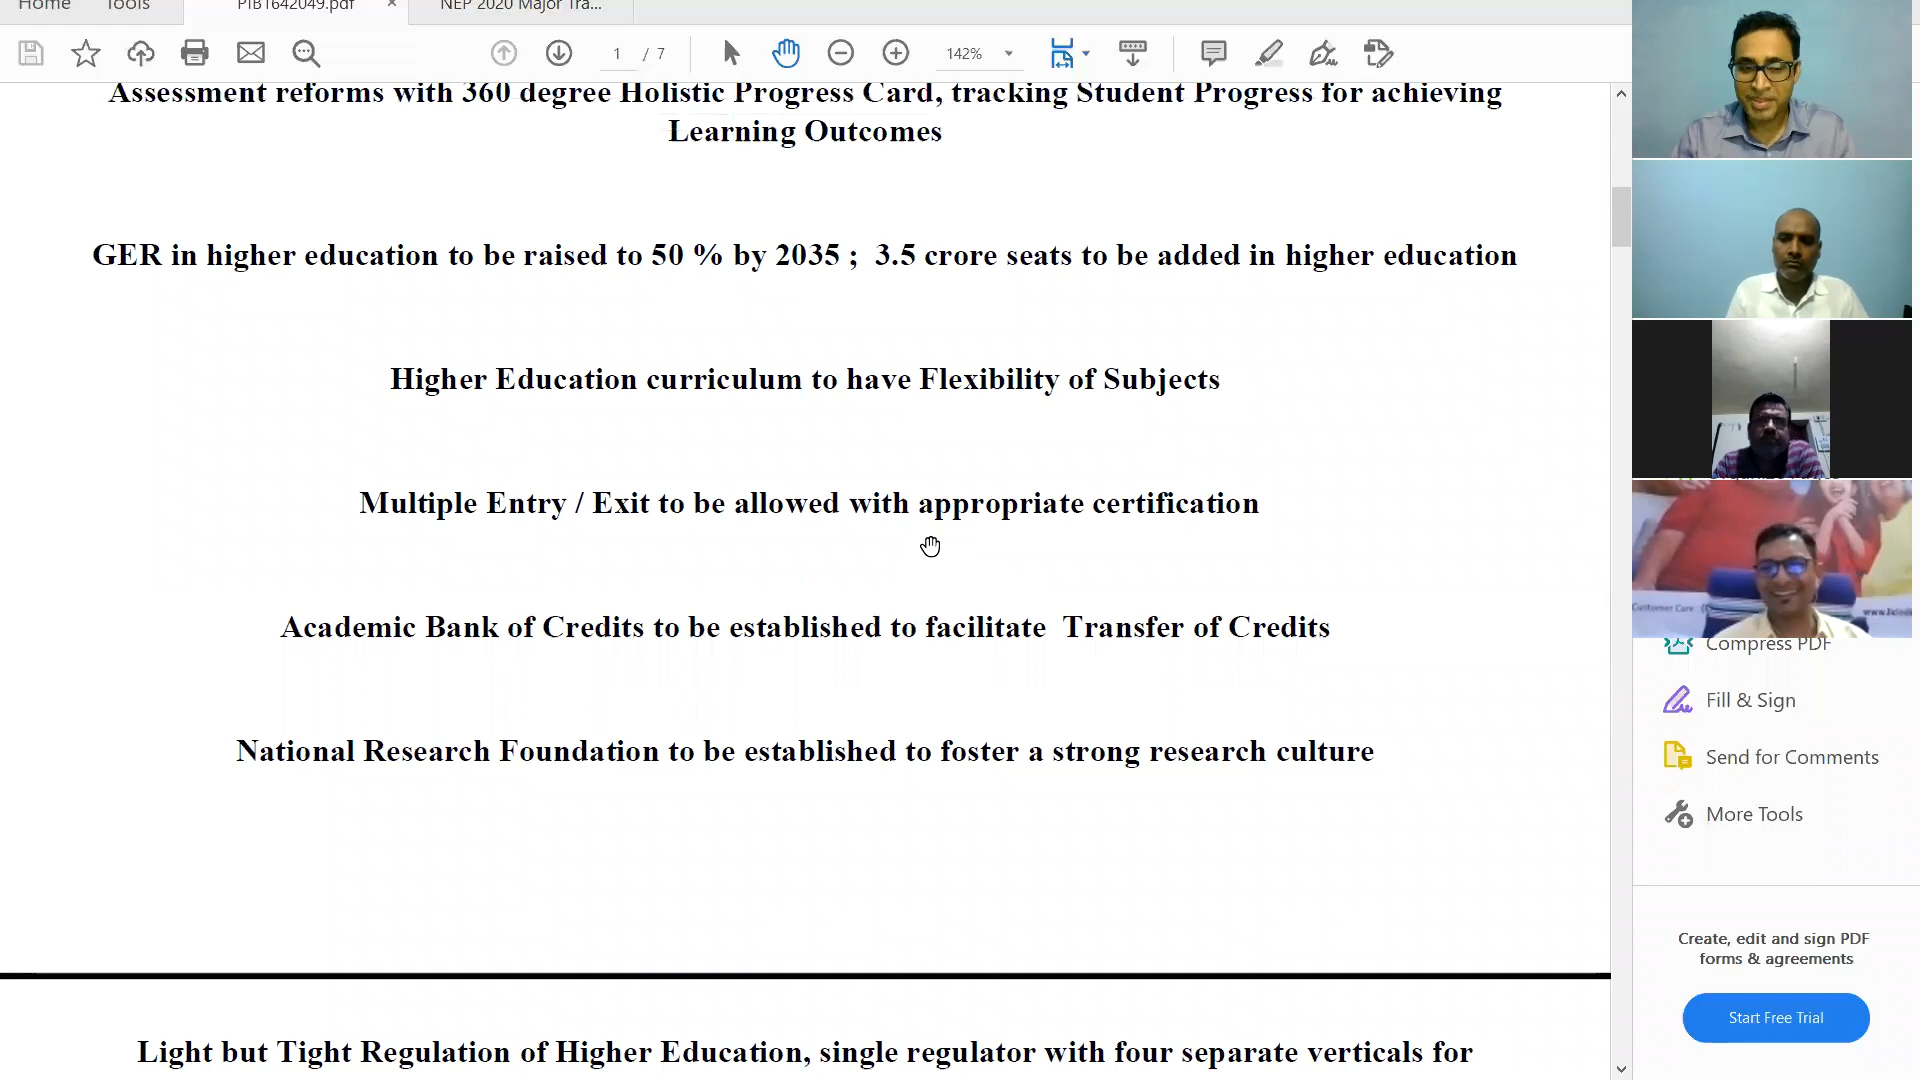 Home
Tools
PIB1642049.pdf
×
NEP 2020 Major Tra...
1 / 7
142%
Assessment reforms with 360 degree Holistic Progress Card, tracking Student Progress for achieving
Learning Outcomes
GER in higher education to be raised to 50 % by 2035 ; 3.5 crore seats to be added in higher education
Higher Education curriculum to have Flexibility of Subjects
Multiple Entry / Exit to be allowed with appropriate certification
Academic Bank of Credits to be established to facilitate Transfer of Credits
National Research Foundation to be established to foster a strong research culture
Light but Tight Regulation of Higher Education, single regulator with four separate verticals for
Customer Care
Compress PDF
Fill & Sign
Send for Comments
More Tools
Create, edit and sign PDF
forms & agreements
Start Free Trial